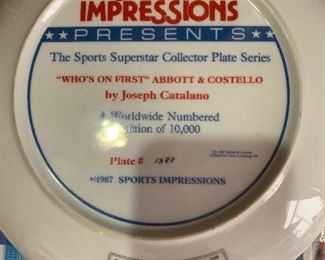 IMPRESSIONS
PRESENTS
The Sports Superstar Collector Plate Series
"WHO'S ON FIRST" ABBOTT & COSTELLO
by Joseph Catalano
A Worldwide Numbered
Edition of 10,000
Plate #
©1987 SPORTS IMPRESSIONS